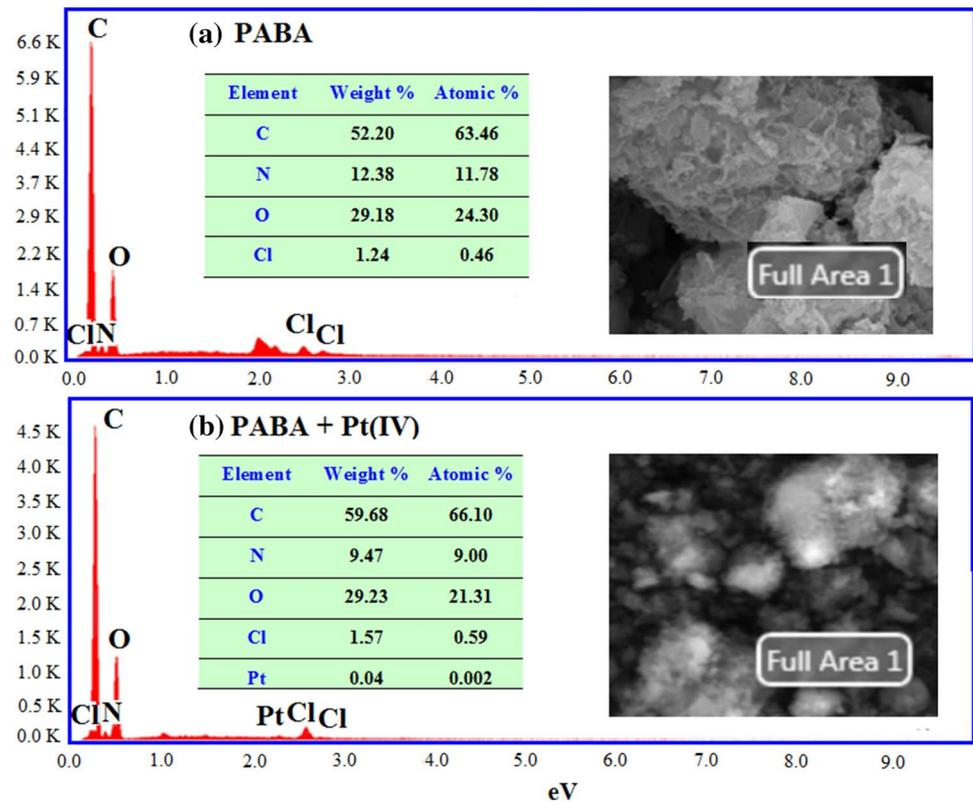 (a) PABA
C
O
Cl N
Cl Cl
6.6 K
5.9 K
5.1 K
4.4 K
3.7 K
2.9 K
2.2 K
1.4 K
0.7 K
0.0 K
Element Weight % Atomic %
C 52.20 63.46
N 12.38 11.78
O 29.18 24.30
Cl 1.24 0.46
Full Area 1
0.0 1.0 2.0 3.0 4.0 5.0 6.0 7.0 8.0 9.0
(b) PABA + Pt(IV)
C
O
Cl N
Pt Cl Cl
4.5 K
4.0 K
3.5 K
3.0 K
2.5 K
2.0 K
1.5 K
1.0 K
0.5 K
0.0 K
Element Weight % Atomic %
C 59.68 66.10
N 9.47 9.00
O 29.23 21.31
Cl 1.57 0.59
Pt 0.04 0.002
Full Area 1
0.0 1.0 2.0 3.0 4.0 5.0 6.0 7.0 8.0 9.0
eV